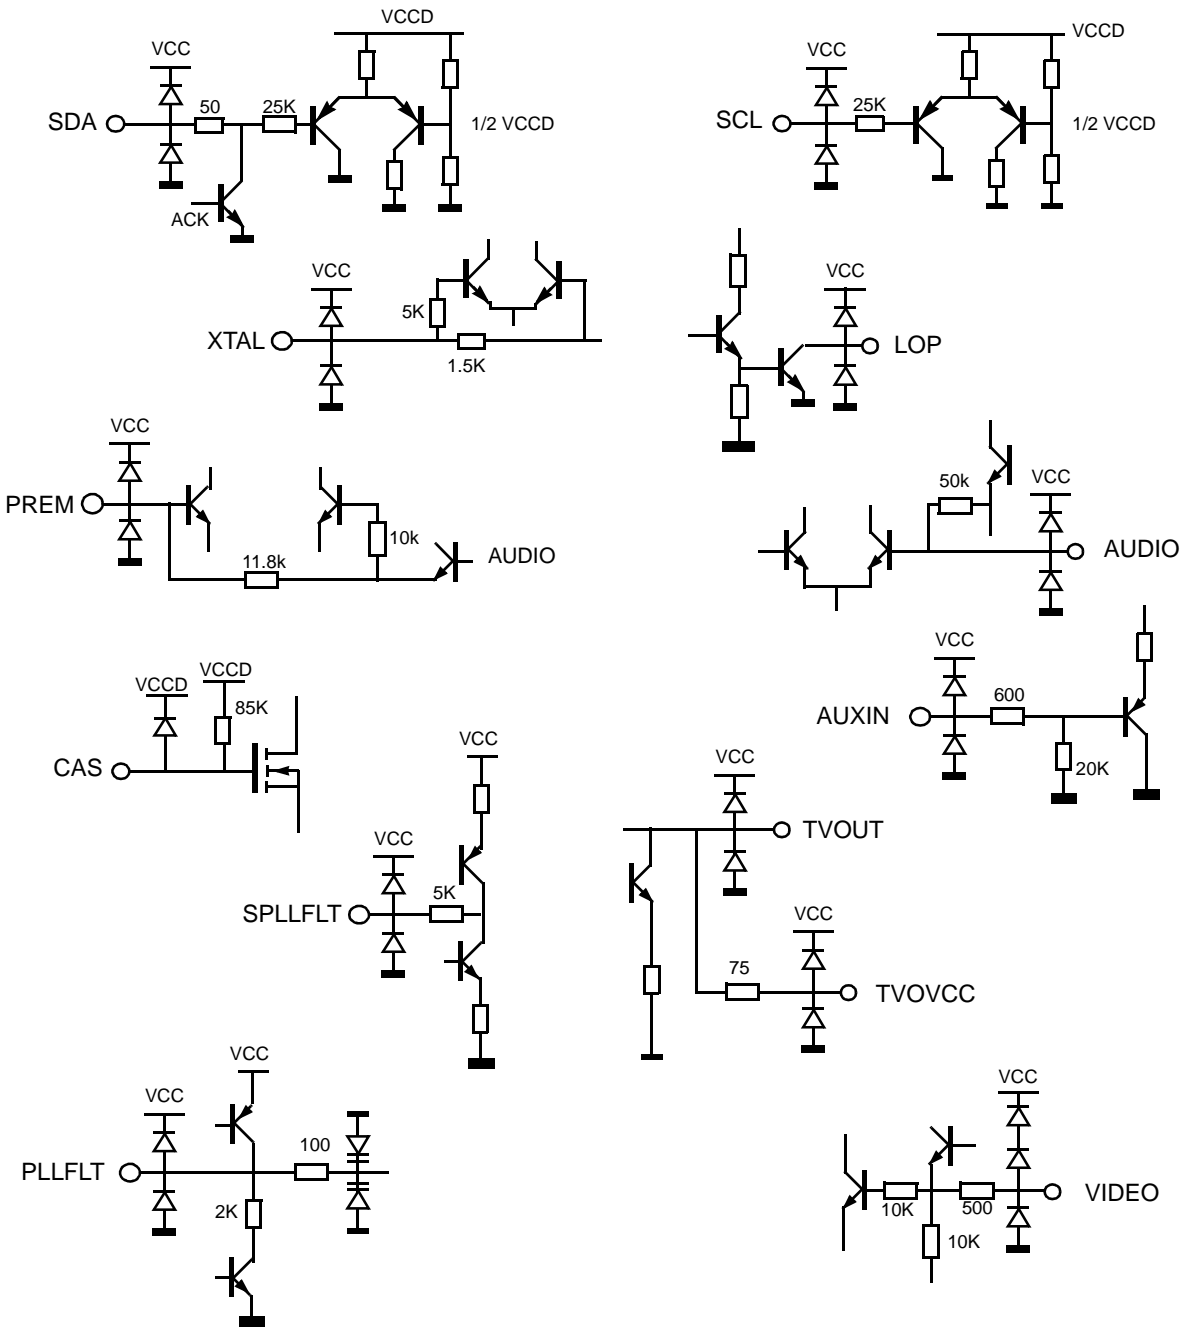 VCCD
VCC
50
25K
SDA
1/2 VCCD
ACK
VCCD
VCC
25K
SCL
1/2 VCCD
VCC
5K
XTAL
1.5K
VCC
LOP
VCC
PREM
10k
11.8k
AUDIO
50k
VCC
AUDIO
VCCD
VCCD
85K
CAS
VCC
600
AUXIN
20K
VCC
VCC
5K
SPLLFLT
VCC
TVOUT
VCC
75
TVOVCC
VCC
VCC
100
PLLFLT
2K
VCC
10K
500
VIDEO
10K